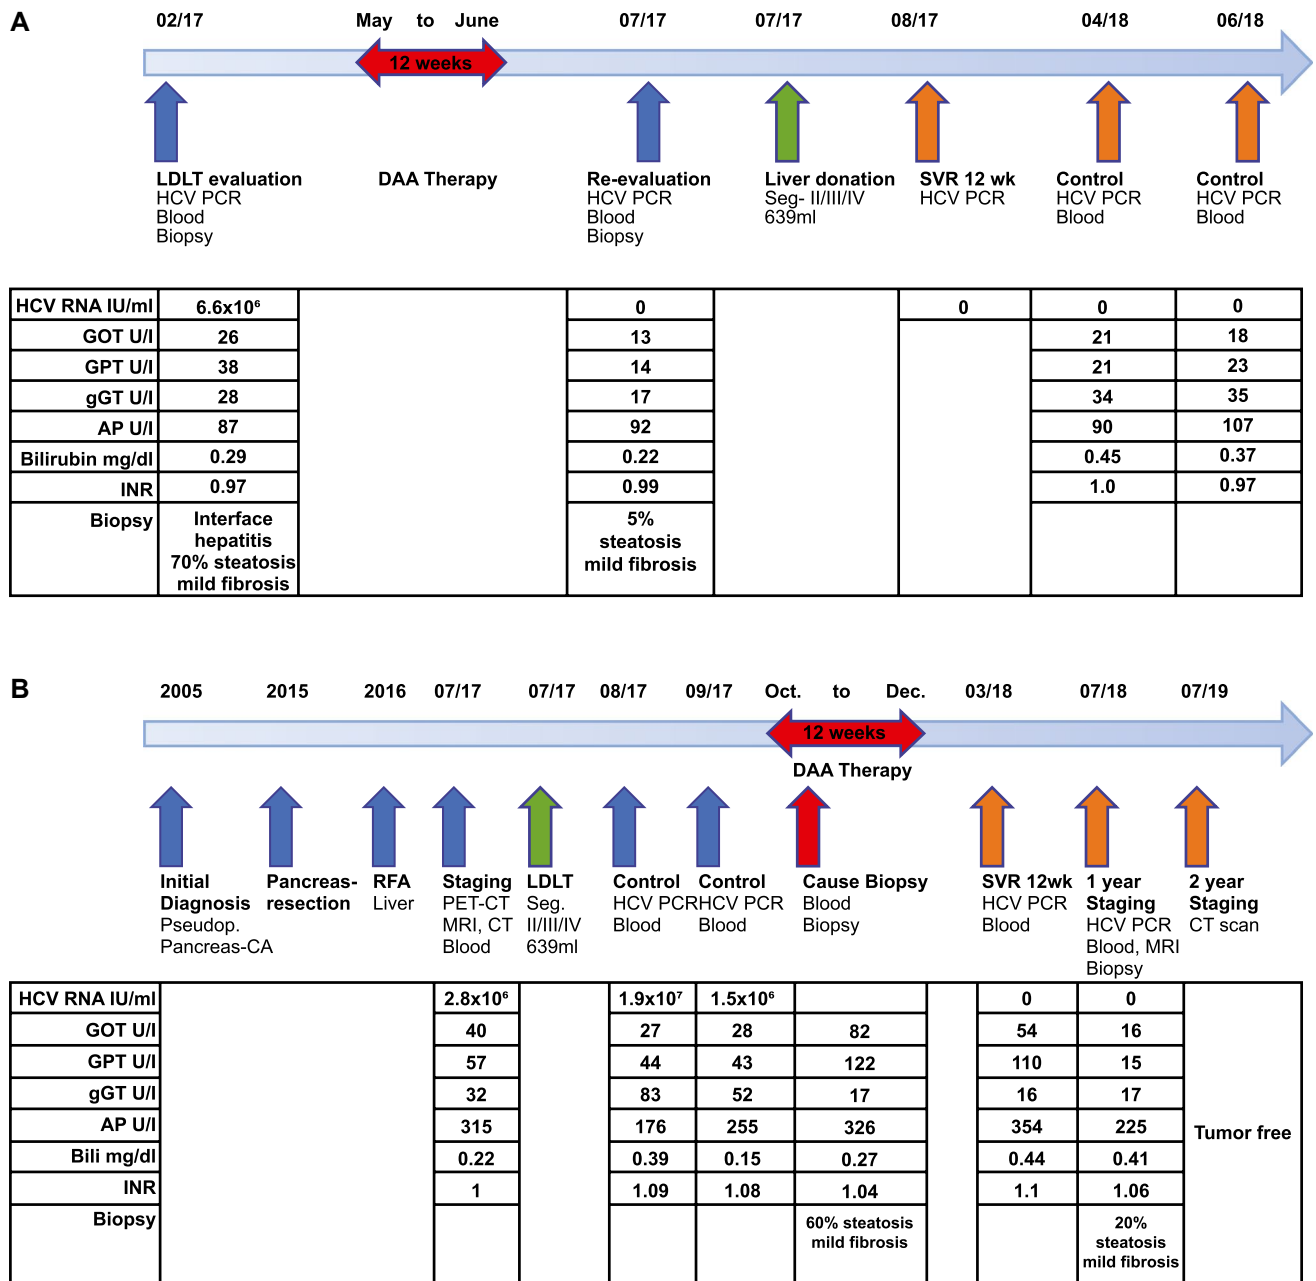 A
02/17 May to June 07/17 07/17 08/17 04/18 06/18
12 weeks
LDLT evaluation
HCV PCR
Blood
Biopsy
DAA Therapy
Re-evaluation
HCV PCR
Blood
Biopsy
Liver donation
Seg- II/III/IV
639ml
SVR 12 wk
HCV PCR
Control
HCV PCR
Blood
Control
HCV PCR
Blood
HCV RNA IU/ml 6.6x10⁶ 0 0 0 0
GOT U/l 26 13 21 18
GPT U/l 38 14 21 23
gGT U/l 28 17 34 35
AP U/l 87 92 90 107
Bilirubin mg/dl 0.29 0.22 0.45 0.37
INR 0.97 0.99 1.0 0.97
Biopsy
Interface
hepatitis
70% steatosis
mild fibrosis
5%
steatosis
mild fibrosis
B
2005 2015 2016 07/17 07/17 08/17 09/17 Oct. to Dec. 03/18 07/18 07/19
12 weeks
DAA Therapy
Initial
Diagnosis
Pseudop.
Pancreas-CA
Pancreas-
resection
RFA
Liver
Staging
PET-CT
MRI, CT
Blood
LDLT
Seg.
II/III/IV
639ml
Control
HCV PCR
Blood
Control
HCV PCR
Blood
Cause Biopsy
Blood
Biopsy
SVR 12wk
HCV PCR
Blood
1 year
Staging
HCV PCR
Blood, MRI
Biopsy
2 year
Staging
CT scan
HCV RNA IU/ml 2.8x10⁶ 1.9x10⁷ 1.5x10⁶ 0 0
GOT U/l 40 27 28 82 54 16
GPT U/l 57 44 43 122 110 15
gGT U/l 32 83 52 17 16 17
AP U/l 315 176 255 326 354 225
Tumor free
Bili mg/dl 0.22 0.39 0.15 0.27 0.44 0.41
INR 1 1.09 1.08 1.04 1.1 1.06
Biopsy
60% steatosis
mild fibrosis
20%
steatosis
mild fibrosis